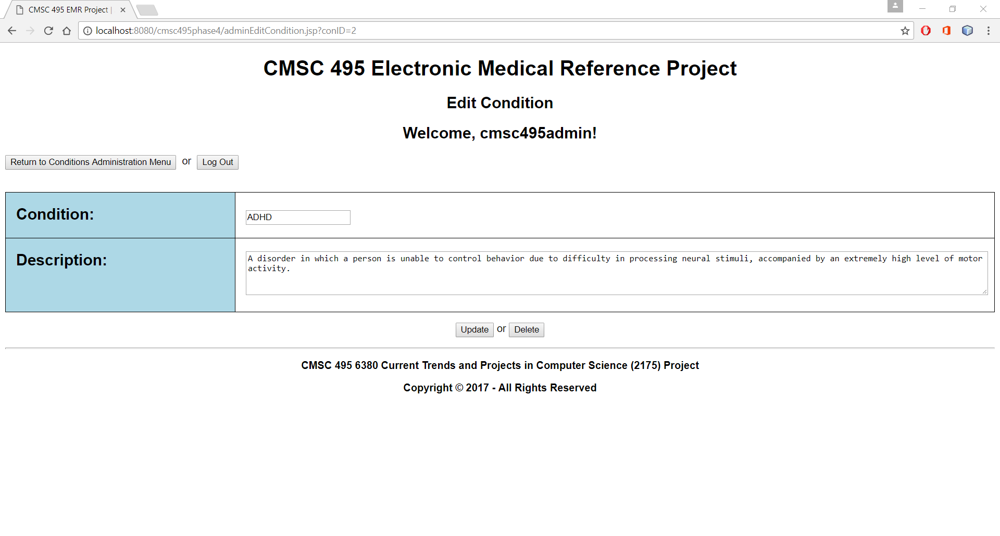 CMSC 495 EMR Project |
localhost:8080/cmsc495phase4/adminEditCondition.jsp?conID=2
CMSC 495 Electronic Medical Reference Project
Edit Condition
Welcome, cmsc495admin!
Return to Conditions Administration Menu or Log Out
Condition: ADHD
Description: A disorder in which a person is unable to control behavior due to difficulty in processing neural stimuli, accompanied by an extremely high level of motor
activity.
Update or Delete
CMSC 495 6380 Current Trends and Projects in Computer Science (2175) Project
Copyright © 2017 - All Rights Reserved